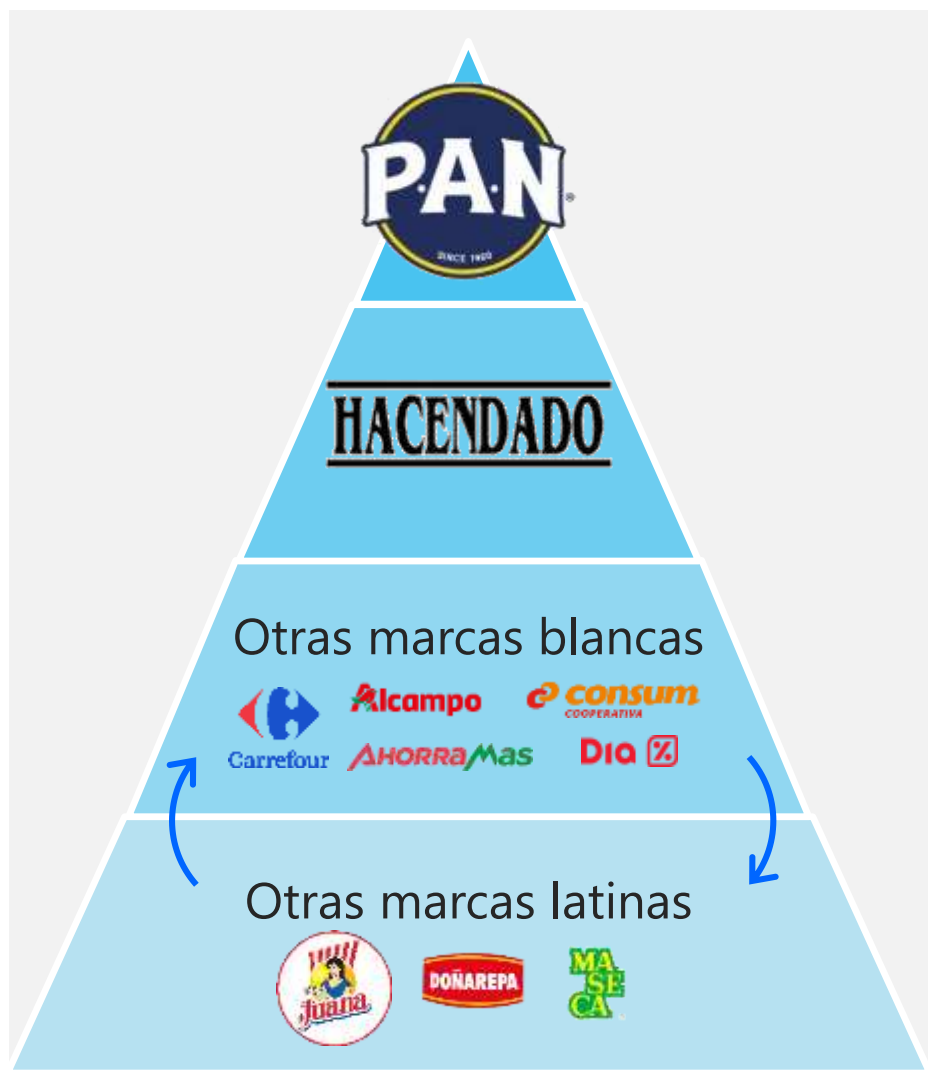 P.A.N
SINCE 1960
HACENDADO
Otras marcas blancas
Carrefour
Alcampo
consum
COOPERATIVA
AHORRAMAS
Dia %
Otras marcas latinas
Juana
DOÑAREPA
MA
SE
CA